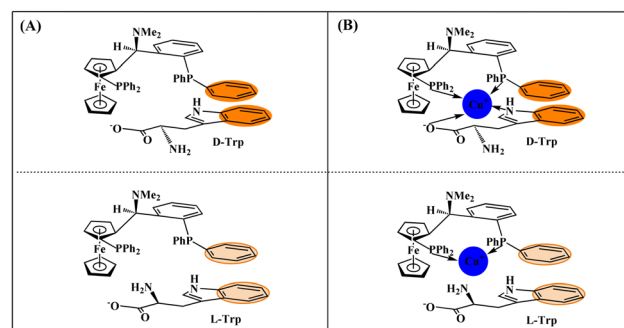 (A)
NMe2
H
Fe
PPh2
PhP
H
N
-O
O
NH2
D-Trp
NMe2
H
Fe
PPh2
PhP
H2N
H
N
-O
O
L-Trp
(B)
NMe2
H
Fe
PPh2
PhP
Cu+
H
N
-O
O
NH2
D-Trp
NMe2
H
Fe
PPh2
PhP
Cu+
H2N
H
N
-O
O
L-Trp